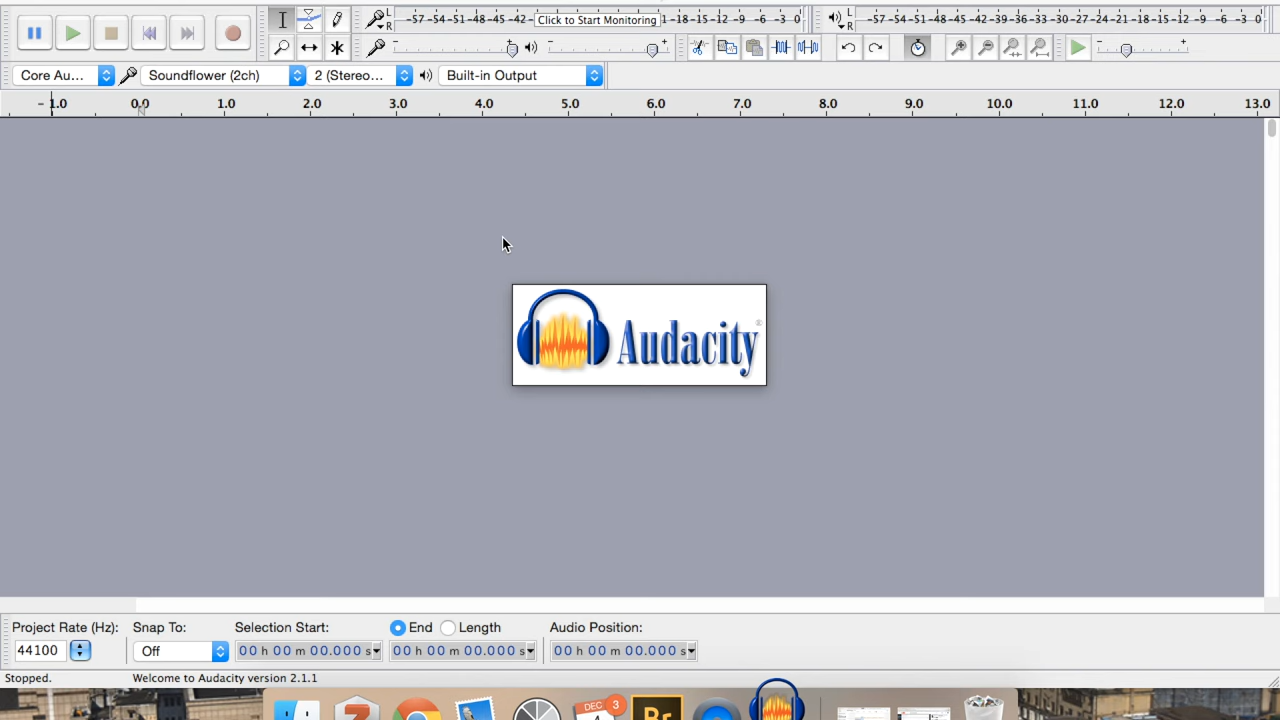 L
R
-57 -54 -51 -48 -45 -42 -
Click to Start Monitoring
1 -18 -15 -12 -9 -6 -3 0
L
R
-57 -54 -51 -48 -45 -42 -39 -36 -33 -30 -27 -24 -21 -18 -15 -12 -9 -6 -3 0
Core Au...
Soundflower (2ch)
2 (Stereo...
Built-in Output
- 1.0 0.0 1.0 2.0 3.0 4.0 5.0 6.0 7.0 8.0 9.0 10.0 11.0 12.0 13.0
Audacity ®
Project Rate (Hz): Snap To: Selection Start: End Length Audio Position:
44100 Off 00 h 00 m 00.000 s 00 h 00 m 00.000 s 00 h 00 m 00.000 s
Stopped. Welcome to Audacity version 2.1.1
DEC 3
Br